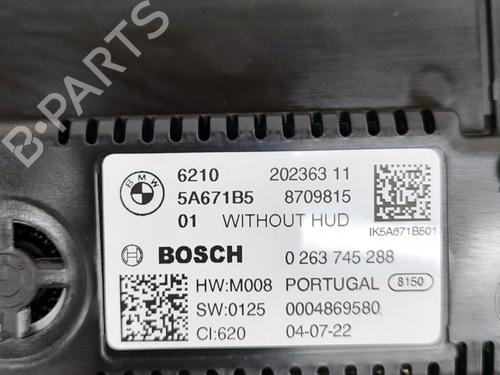 B-PARTS
BMW
6210 202363 11
5A671B5 8709815
01 WITHOUT HUD
IK5A671B501
BOSCH 0 263 745 288
HW:M008 PORTUGAL 8150
SW:0125 0004869580
CI:620 04-07-22